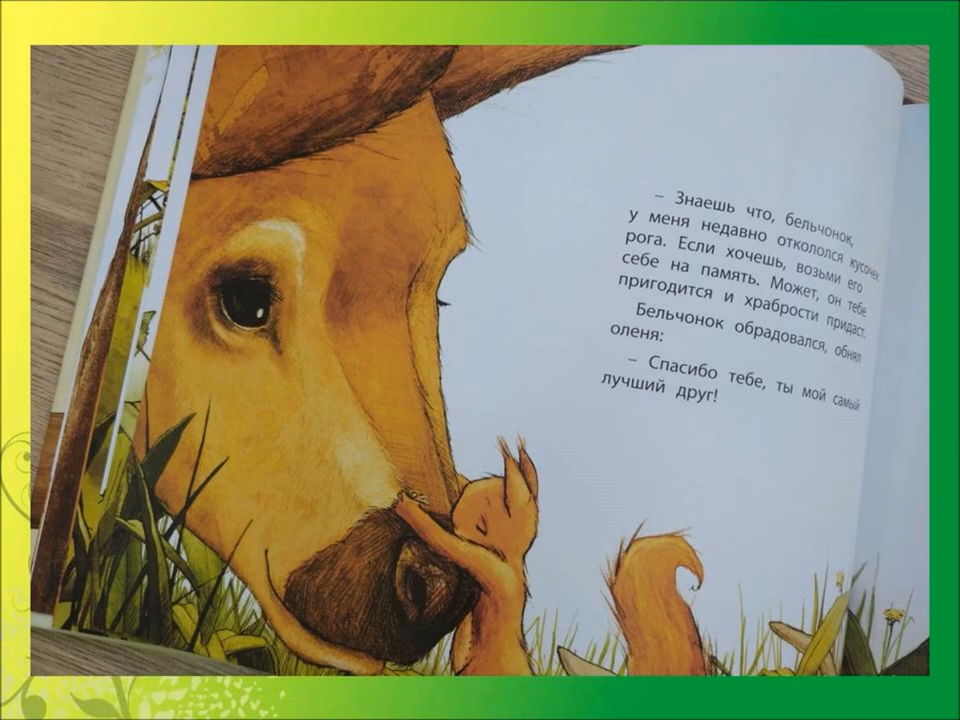 – Знаешь что, бельчонок,
у меня недавно откололся кусочек
рога. Если хочешь, возьми его
себе на память. Может, он тебе
пригодится и храбрости придаст.
Бельчонок обрадовался, обнял
оленя:
– Спасибо тебе, ты мой самый
лучший друг!